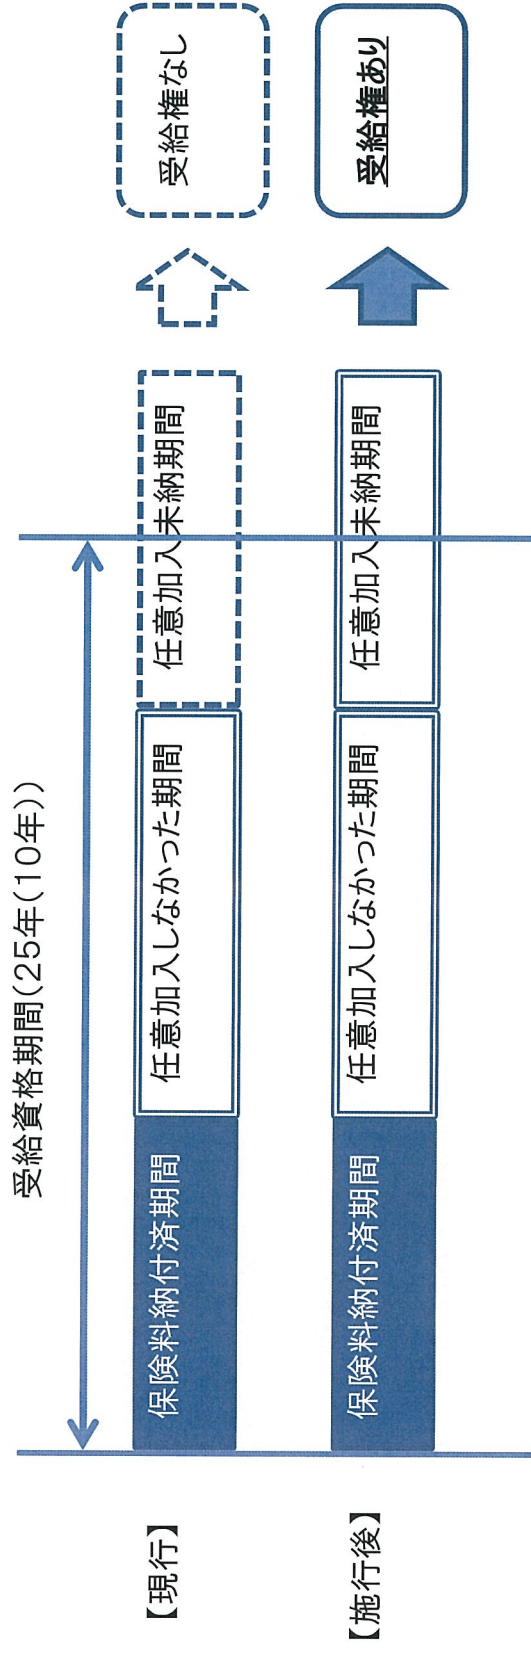 受給資格期間(25年(10年))
【現行】
保険料納付済期間
任意加入しなかった期間
任意加入未納期間
受給権なし
【施行後】
保険料納付済期間
任意加入しなかった期間
任意加入未納期間
受給権あり